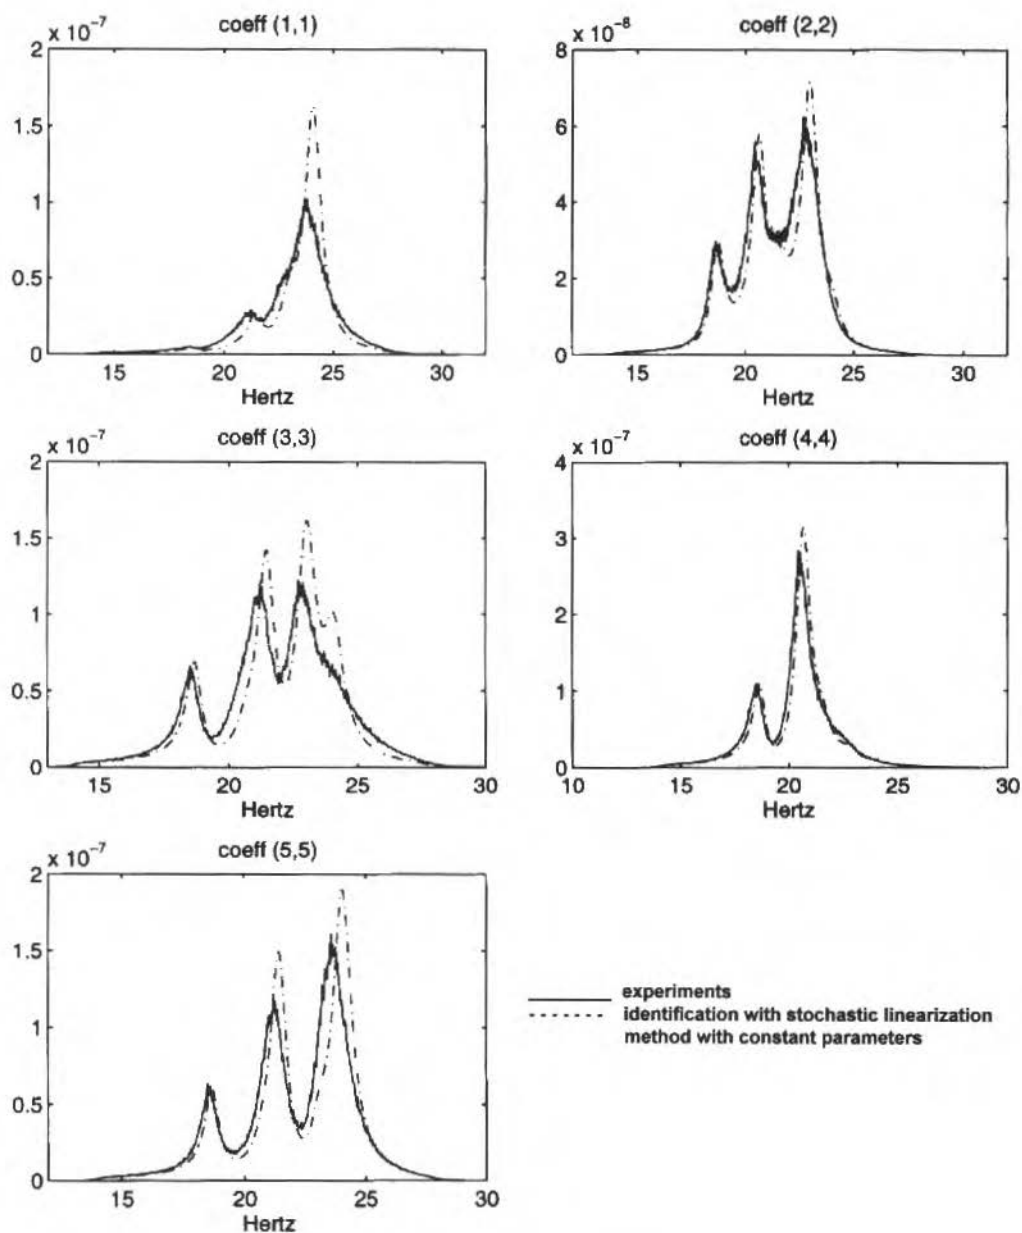 coeff (1,1)
x 10⁻⁷
2
1.5
1
0.5
0
15 20 25 30
Hertz
coeff (2,2)
x 10⁻⁸
8
6
4
2
0
15 20 25 30
Hertz
coeff (3,3)
x 10⁻⁷
2
1.5
1
0.5
0
15 20 25 30
Hertz
coeff (4,4)
x 10⁻⁷
4
3
2
1
0
10 15 20 25 30
Hertz
coeff (5,5)
x 10⁻⁷
2
1.5
1
0.5
0
15 20 25 30
Hertz
experiments
identification with stochastic linearization
method with constant parameters